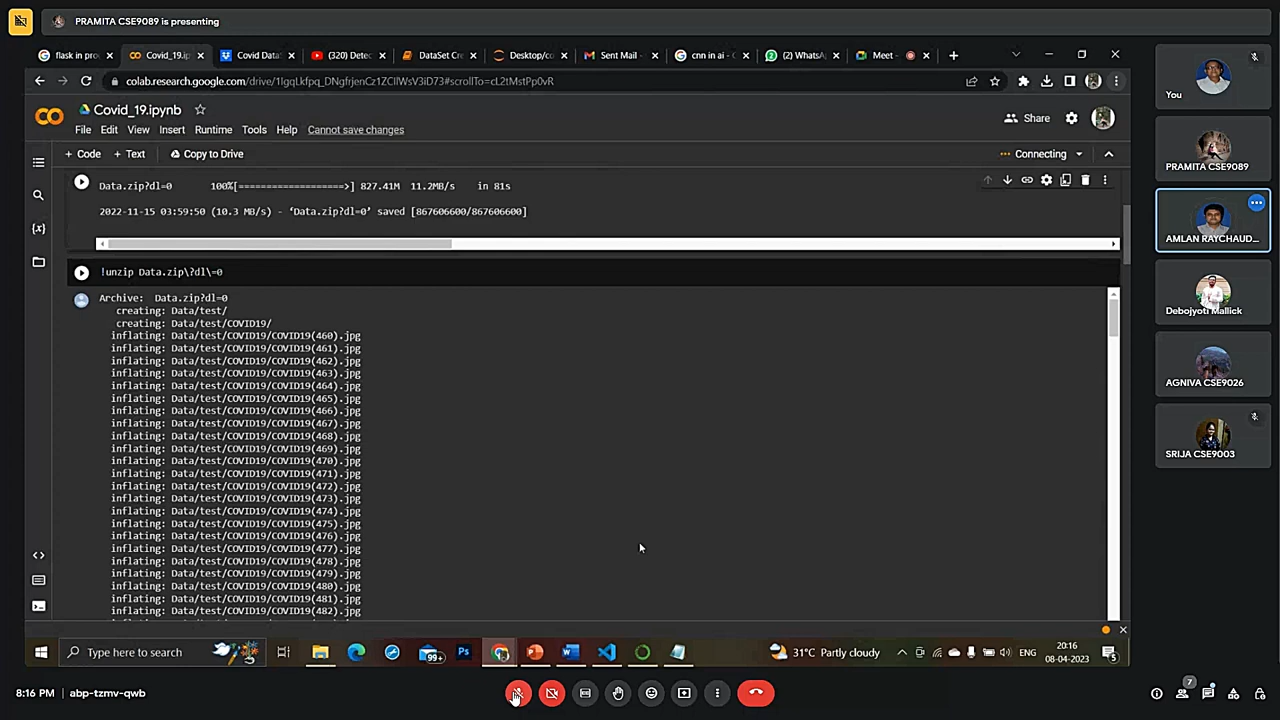 PRAMITA CSE9089 is presenting
flask in pro
Covid_19.ip
Covid Data
(320) Detec
DataSet Cre
Desktop/co
Sent Mail -
cnn in ai -
(2) WhatsA
Meet -
colab.research.google.com/drive/1IgqLkfpq_DNgfrjenCz1ZCllWsV3iD73#scrollTo=cL2tMstPp0vR
Covid_19.ipynb
File Edit View Insert Runtime Tools Help Cannot save changes
Share
+ Code + Text Copy to Drive
Connecting
Data.zip?dl=0 100%[===================>] 827.41M 11.2MB/s in 81s
2022-11-15 03:59:50 (10.3 MB/s) - ‘Data.zip?dl=0’ saved [867606600/867606600]
!unzip Data.zip\?dl\=0
Archive: Data.zip?dl=0
creating: Data/test/
creating: Data/test/COVID19/
inflating: Data/test/COVID19/COVID19(460).jpg
inflating: Data/test/COVID19/COVID19(461).jpg
inflating: Data/test/COVID19/COVID19(462).jpg
inflating: Data/test/COVID19/COVID19(463).jpg
inflating: Data/test/COVID19/COVID19(464).jpg
inflating: Data/test/COVID19/COVID19(465).jpg
inflating: Data/test/COVID19/COVID19(466).jpg
inflating: Data/test/COVID19/COVID19(467).jpg
inflating: Data/test/COVID19/COVID19(468).jpg
inflating: Data/test/COVID19/COVID19(469).jpg
inflating: Data/test/COVID19/COVID19(470).jpg
inflating: Data/test/COVID19/COVID19(471).jpg
inflating: Data/test/COVID19/COVID19(472).jpg
inflating: Data/test/COVID19/COVID19(473).jpg
inflating: Data/test/COVID19/COVID19(474).jpg
inflating: Data/test/COVID19/COVID19(475).jpg
inflating: Data/test/COVID19/COVID19(476).jpg
inflating: Data/test/COVID19/COVID19(477).jpg
inflating: Data/test/COVID19/COVID19(478).jpg
inflating: Data/test/COVID19/COVID19(479).jpg
inflating: Data/test/COVID19/COVID19(480).jpg
inflating: Data/test/COVID19/COVID19(481).jpg
inflating: Data/test/COVID19/COVID19(482).jpg
Type here to search
99+
Ps
31°C Partly cloudy
ENG
20:16
08-04-2023
5
You
PRAMITA CSE9089
AMLAN RAYCHAUD...
Debojyoti Mallick
AGNIVA CSE9026
SRIJA CSE9003
8:16 PM abp-tzmv-qwb
7